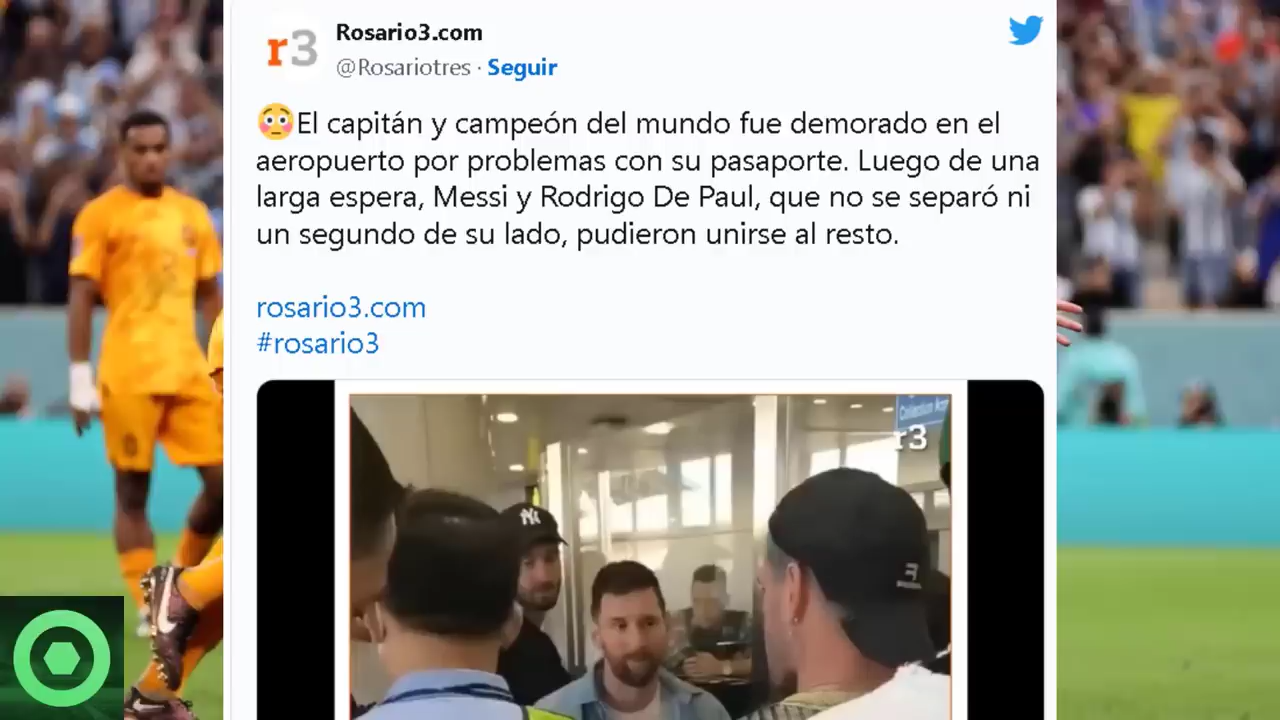 r3
Rosario3.com
@Rosariotres · Seguir
😳El capitán y campeón del mundo fue demorado en el
aeropuerto por problemas con su pasaporte. Luego de una
larga espera, Messi y Rodrigo De Paul, que no se separó ni
un segundo de su lado, pudieron unirse al resto.
rosario3.com
#rosario3
r3
NY